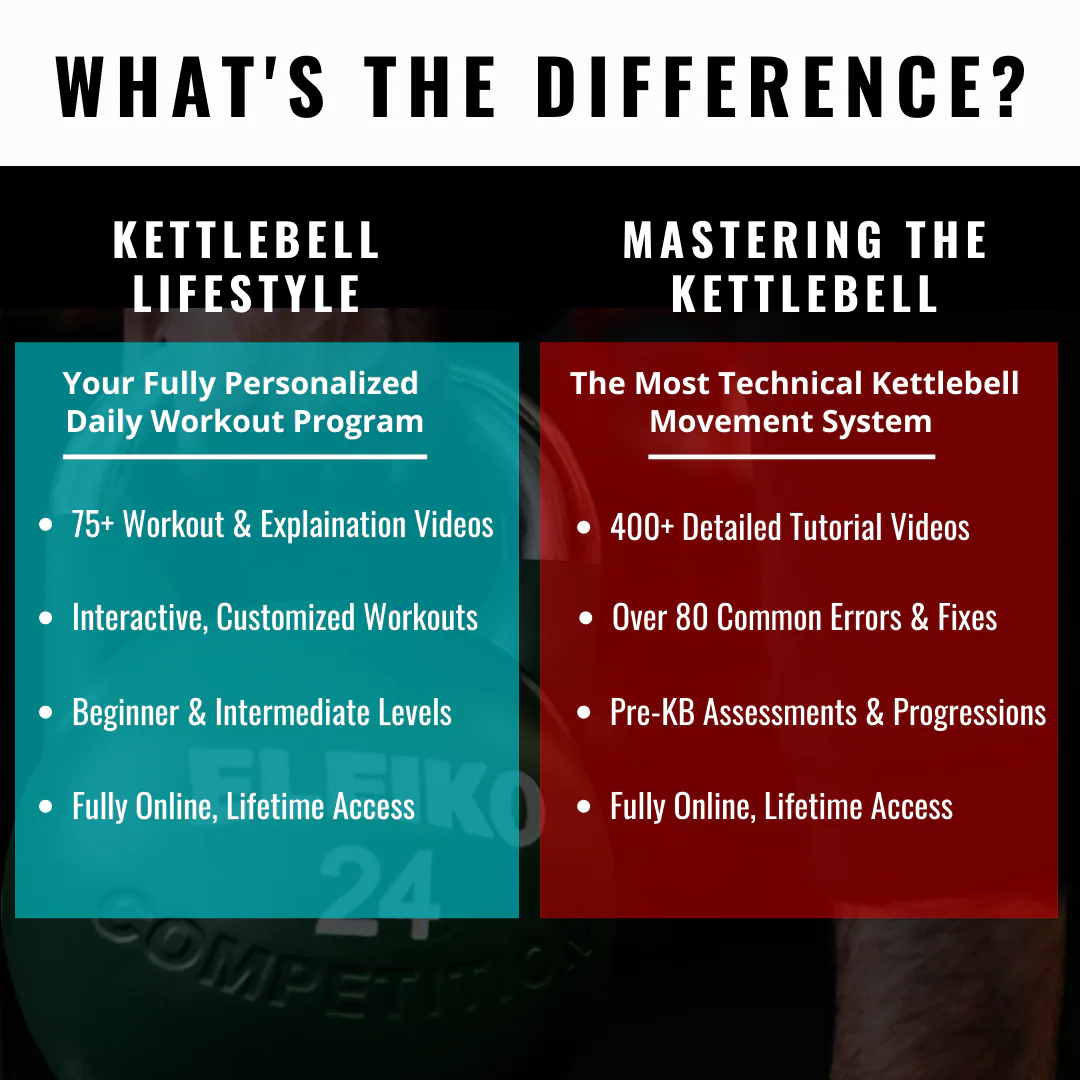 WHAT'S THE DIFFERENCE?
KETTLEBELL
LIFESTYLE
Your Fully Personalized
Daily Workout Program
• 75+ Workout & Explaination Videos
• Interactive, Customized Workouts
• Beginner & Intermediate Levels
• Fully Online, Lifetime Access
MASTERING THE
KETTLEBELL
The Most Technical Kettlebell
Movement System
• 400+ Detailed Tutorial Videos
• Over 80 Common Errors & Fixes
• Pre-KB Assessments & Progressions
• Fully Online, Lifetime Access
ELEIKO
24
COMPETITION